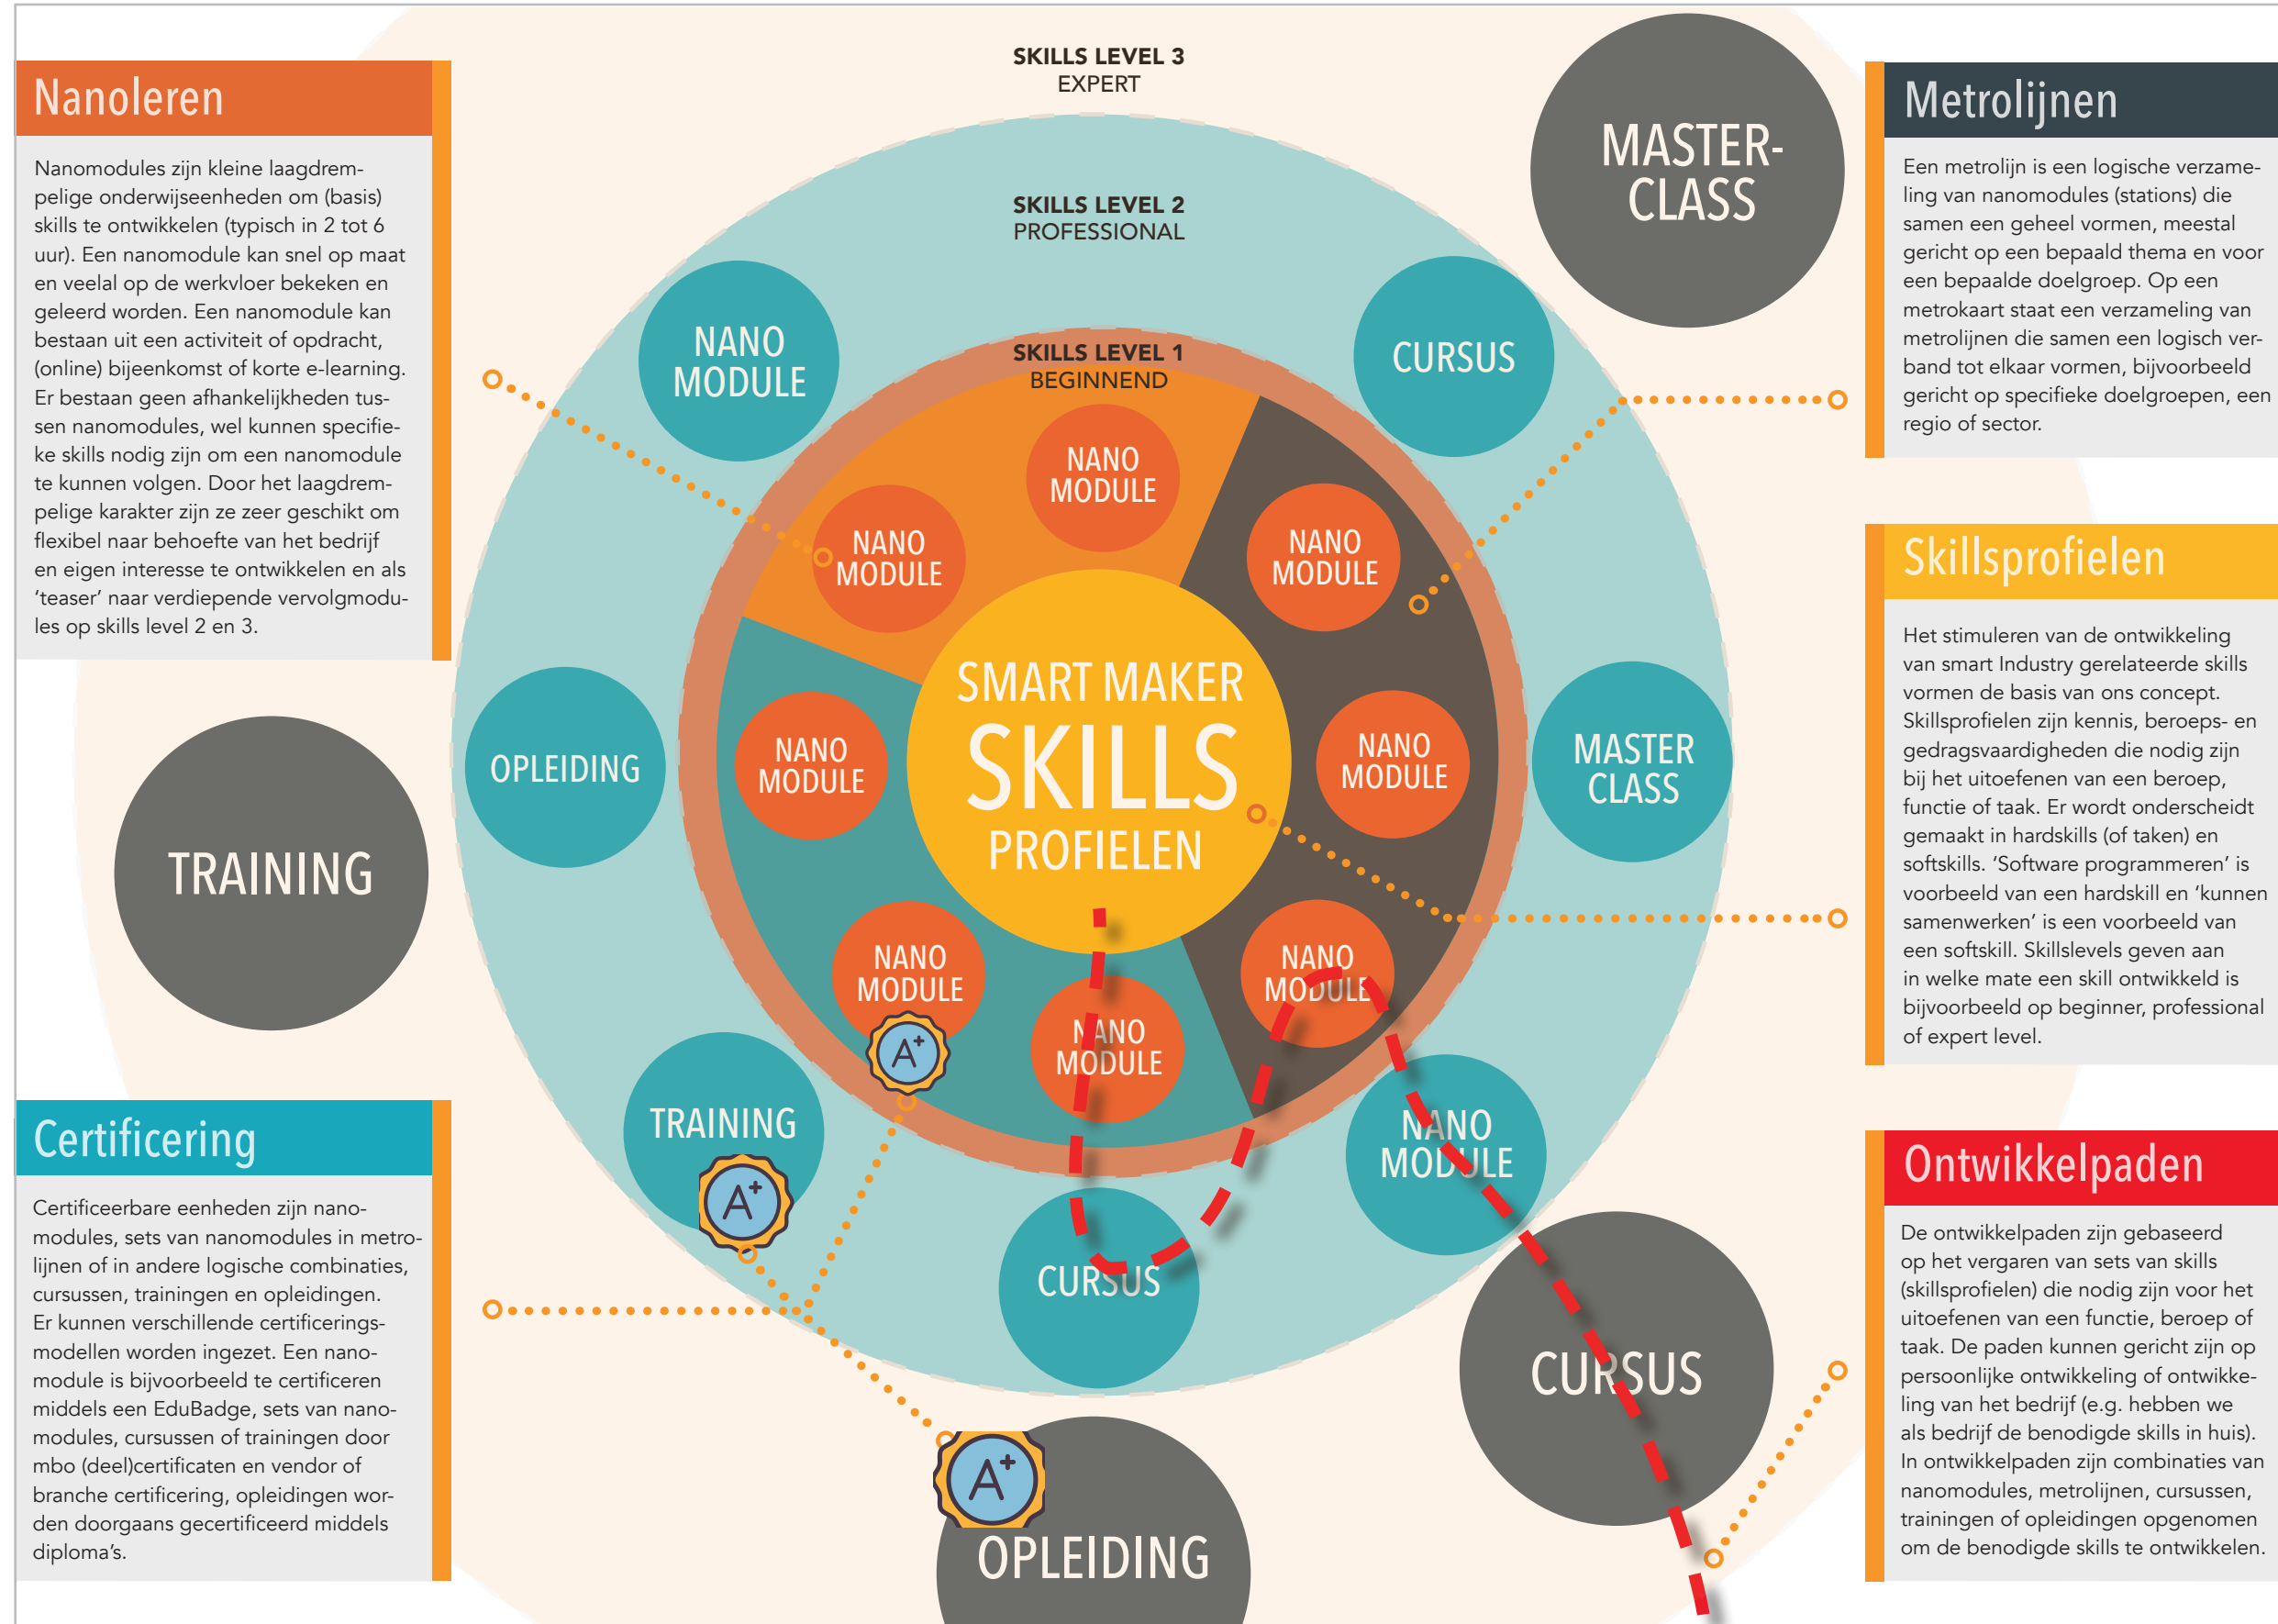 Nanoleren
Nanomodules zijn kleine laagdrem-
pelige onderwijseenheden om (basis)
skills te ontwikkelen (typisch in 2 tot 6
uur). Een nanomodule kan snel op maat
en veelal op de werkvloer bekeken en
geleerd worden. Een nanomodule kan
bestaan uit een activiteit of opdracht,
(online) bijeenkomst of korte e-learning.
Er bestaan geen afhankelijkheden tus-
sen nanomodules, wel kunnen specifie-
ke skills nodig zijn om een nanomodule
te kunnen volgen. Door het laagdrem-
pelige karakter zijn ze zeer geschikt om
flexibel naar behoefte van het bedrijf
en eigen interesse te ontwikkelen en als
‘teaser’ naar verdiepende vervolgmodu-
les op skills level 2 en 3.
Certificering
Certificeerbare eenheden zijn nano-
modules, sets van nanomodules in metro-
lijnen of in andere logische combinaties,
cursussen, trainingen en opleidingen.
Er kunnen verschillende certificerings-
modellen worden ingezet. Een nano-
module is bijvoorbeeld te certificeren
middels een EduBadge, sets van nano-
modules, cursussen of trainingen door
mbo (deel)certificaten en vendor of
branche certificering, opleidingen wor-
den doorgaans gecertificeerd middels
diploma’s.
SKILLS LEVEL 3
EXPERT
SKILLS LEVEL 2
PROFESSIONAL
SKILLS LEVEL 1
BEGINNEND
MASTER-
CLASS
NANO
MODULE
CURSUS
NANO
MODULE
NANO
MODULE
NANO
MODULE
SMART MAKER
SKILLS
PROFIELEN
OPLEIDING
NANO
MODULE
NANO
MODULE
MASTER
CLASS
TRAINING
NANO
MODULE
NANO
MODULE
NANO
MODULE
A+
TRAINING
A+
NANO
MODULE
CURSUS
CURSUS
A+
OPLEIDING
Metrolijnen
Een metrolijn is een logische verzame-
ling van nanomodules (stations) die
samen een geheel vormen, meestal
gericht op een bepaald thema en voor
een bepaalde doelgroep. Op een
metrokaart staat een verzameling van
metrolijnen die samen een logisch ver-
band tot elkaar vormen, bijvoorbeeld
gericht op specifieke doelgroepen, een
regio of sector.
Skillsprofielen
Het stimuleren van de ontwikkeling
van smart Industry gerelateerde skills
vormen de basis van ons concept.
Skillsprofielen zijn kennis, beroeps- en
gedragsvaardigheden die nodig zijn
bij het uitoefenen van een beroep,
functie of taak. Er wordt onderscheidt
gemaakt in hardskills (of taken) en
softskills. ‘Software programmeren’ is
voorbeeld van een hardskill en ‘kunnen
samenwerken’ is een voorbeeld van
een softskill. Skillslevels geven aan
in welke mate een skill ontwikkeld is
bijvoorbeeld op beginner, professional
of expert level.
Ontwikkelpaden
De ontwikkelpaden zijn gebaseerd
op het vergaren van sets van skills
(skillsprofielen) die nodig zijn voor het
uitoefenen van een functie, beroep of
taak. De paden kunnen gericht zijn op
persoonlijke ontwikkeling of ontwikke-
ling van het bedrijf (e.g. hebben we
als bedrijf de benodigde skills in huis).
In ontwikkelpaden zijn combinaties van
nanomodules, metrolijnen, cursussen,
trainingen of opleidingen opgenomen
om de benodigde skills te ontwikkelen.